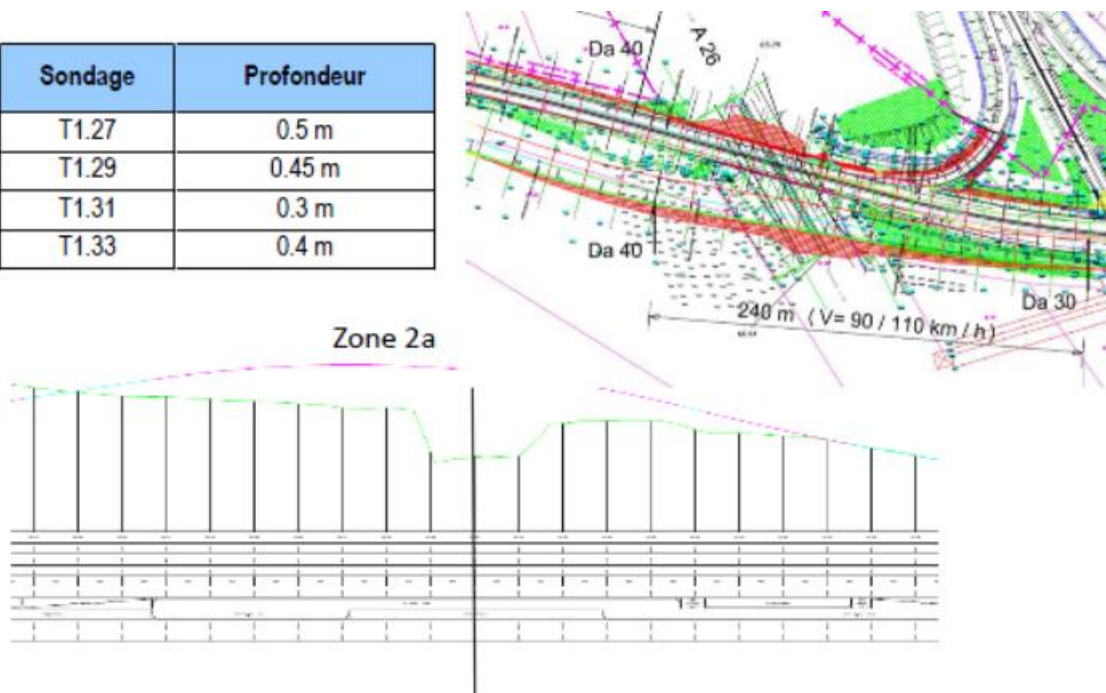 Sondage Profondeur
T1.27 0.5 m
T1.29 0.45 m
T1.31 0.3 m
T1.33 0.4 m
Da 40
A 26
Da 40
Da 30
240 m ( V= 90 / 110 km / h )
Zone 2a